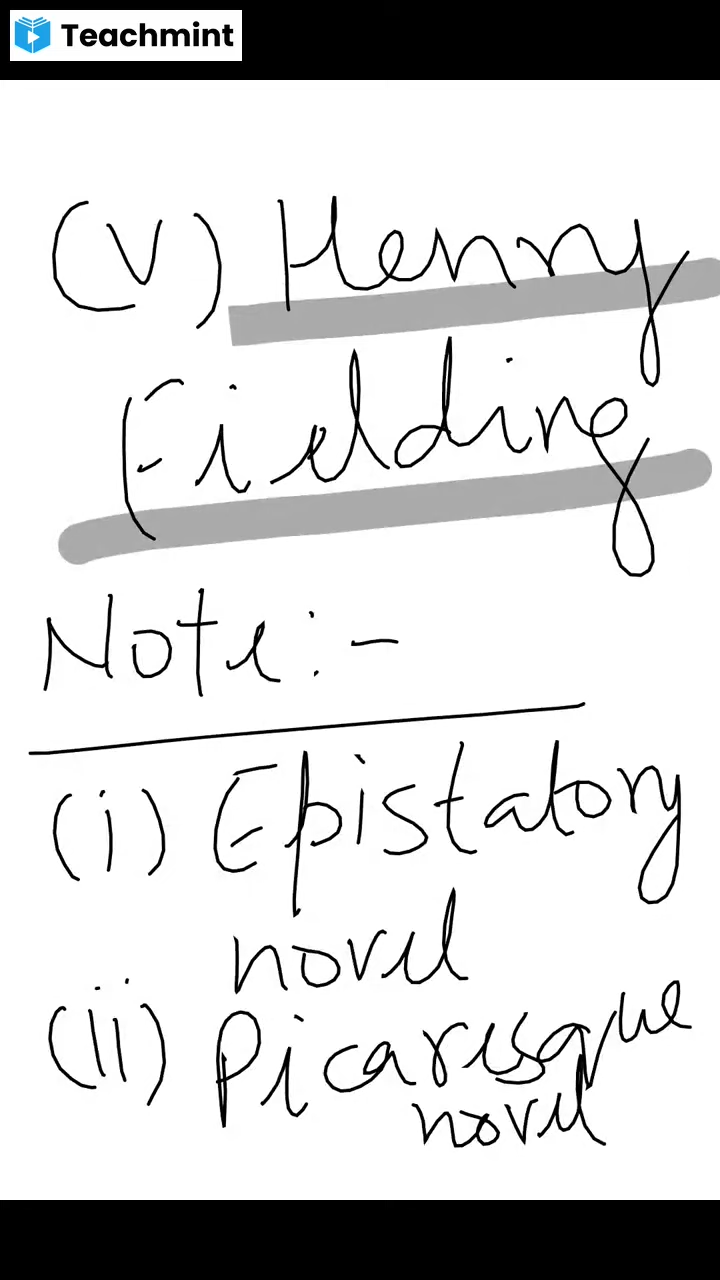 Teachmint
(V) Henry
Fielding
Note:-
(i) Epistatory
novel
(ii) Picaresque
novel